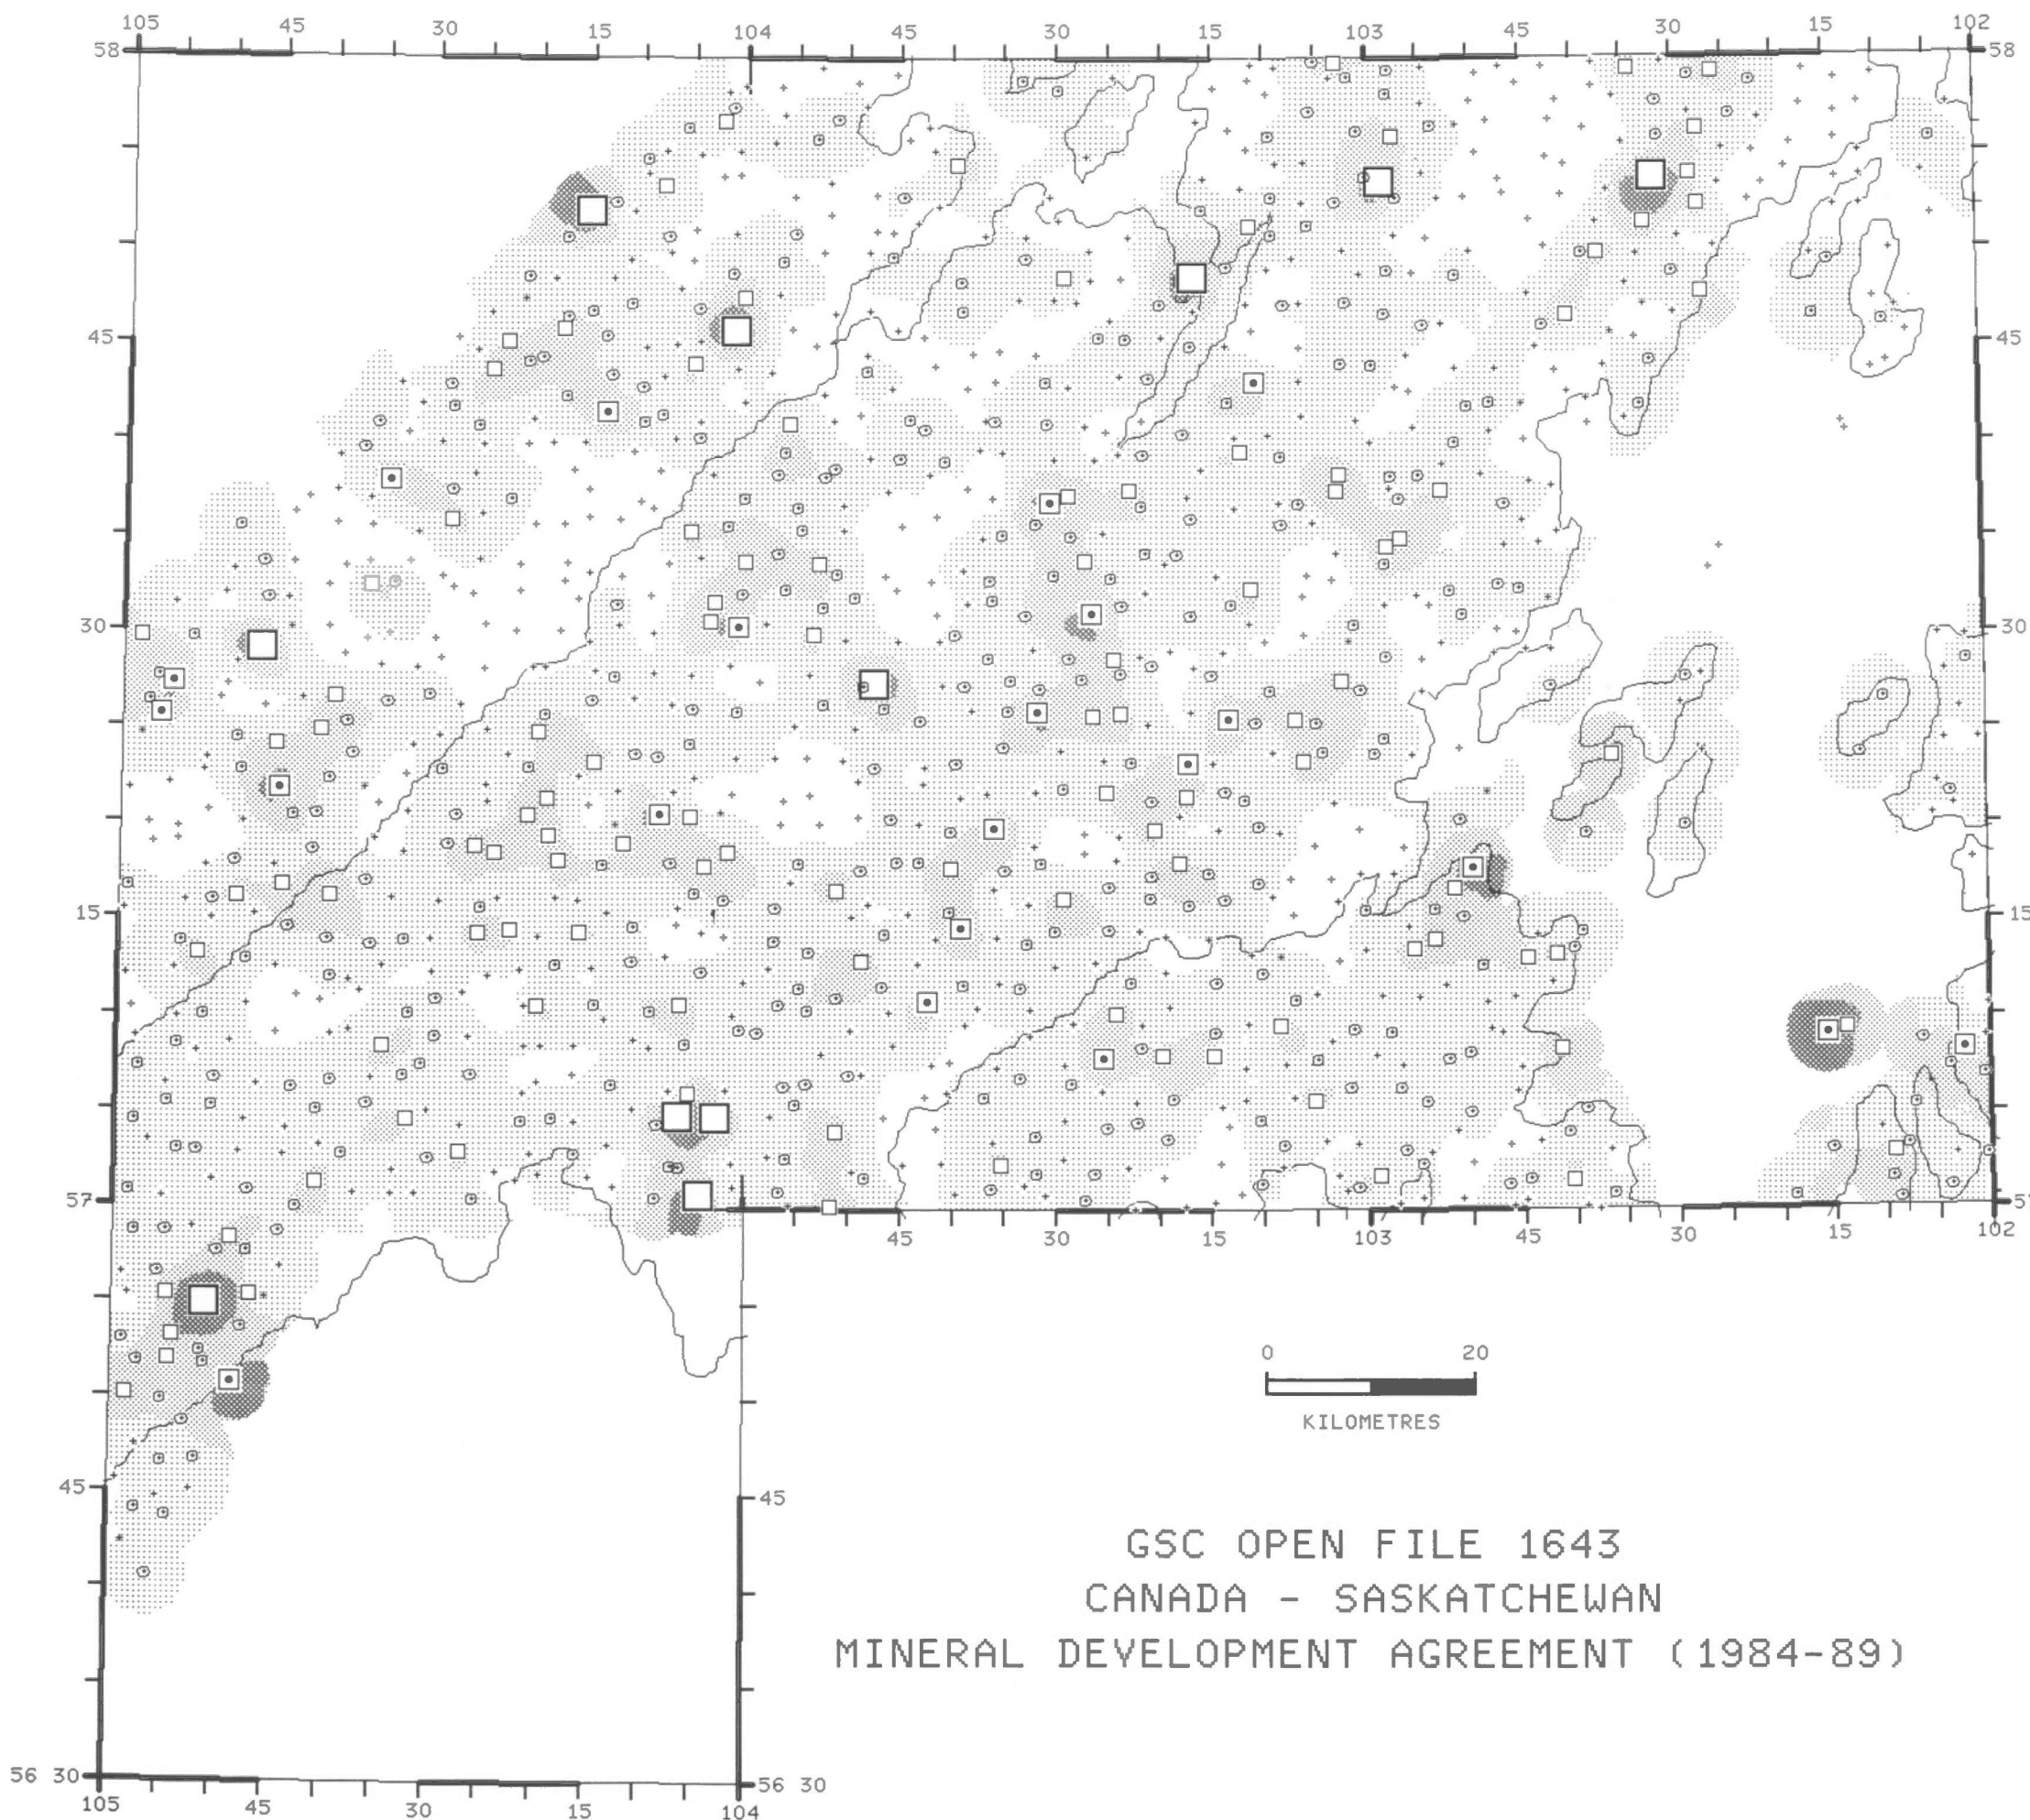 105 45 30 15 104 45 30 15 103 45 30 15 102
58 58
45 45
30 30
15 15
57 5
45 30 15 103 45 30 15 102
0 20
KILOMETRES
45 45
GSC OPEN FILE 1643
CANADA - SASKATCHEWAN
MINERAL DEVELOPMENT AGREEMENT (1984-89)
56 30 56 30
105 45 30 15 104